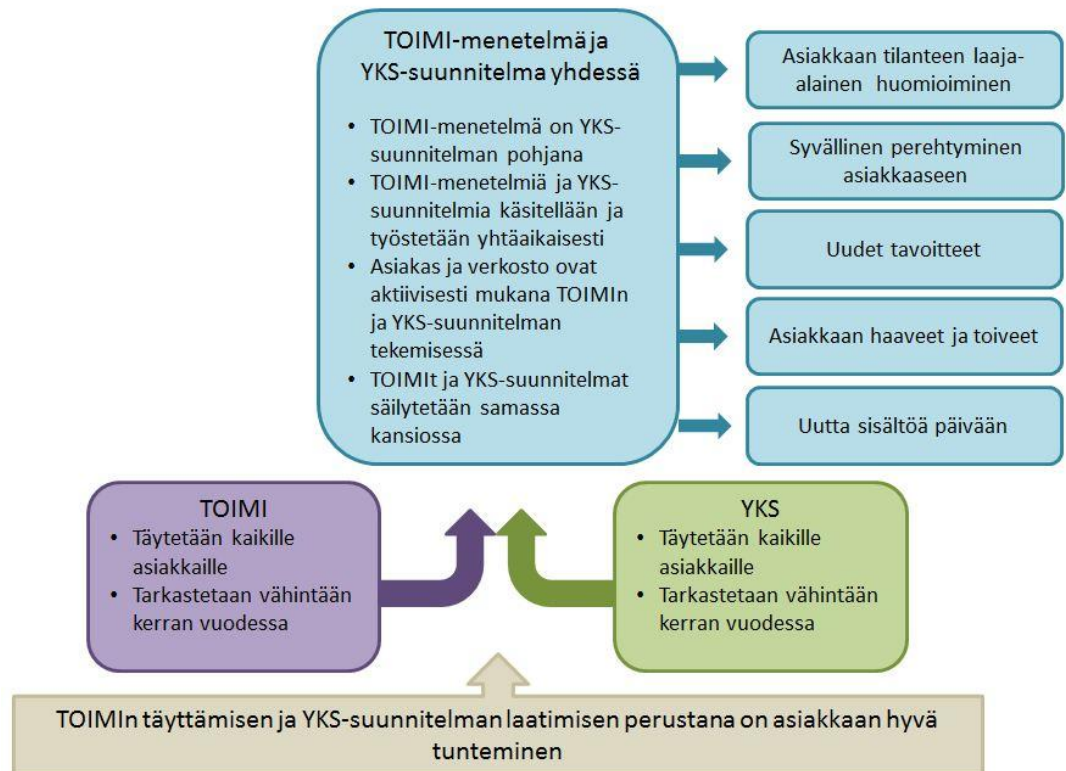 TOIMI-menetelmä ja
YKS-suunnitelma yhdessä
• TOIMI-menetelmä on YKS-
suunnitelman pohjana
• TOIMI-menetelmiä ja YKS-
suunnitelmia käsitellään ja
työstetään yhtäaikaisesti
• Asiakas ja verkosto ovat
aktiivisesti mukana TOIMIn
ja YKS-suunnitelman
tekemisessä
• TOIMIt ja YKS-suunnitelmat
säilytetään samassa
kansiossa
Asiakkaan tilanteen laaja-
alainen huomioiminen
Syvällinen perehtyminen
asiakkaaseen
Uudet tavoitteet
Asiakkaan haaveet ja toiveet
Uutta sisältöä päivään
TOIMI
• Täytetään kaikille
asiakkaille
• Tarkastetaan vähintään
kerran vuodessa
YKS
• Täytetään kaikille
asiakkaille
• Tarkastetaan vähintään
kerran vuodessa
TOIMIn täyttämisen ja YKS-suunnitelman laatimisen perustana on asiakkaan hyvä
tunteminen